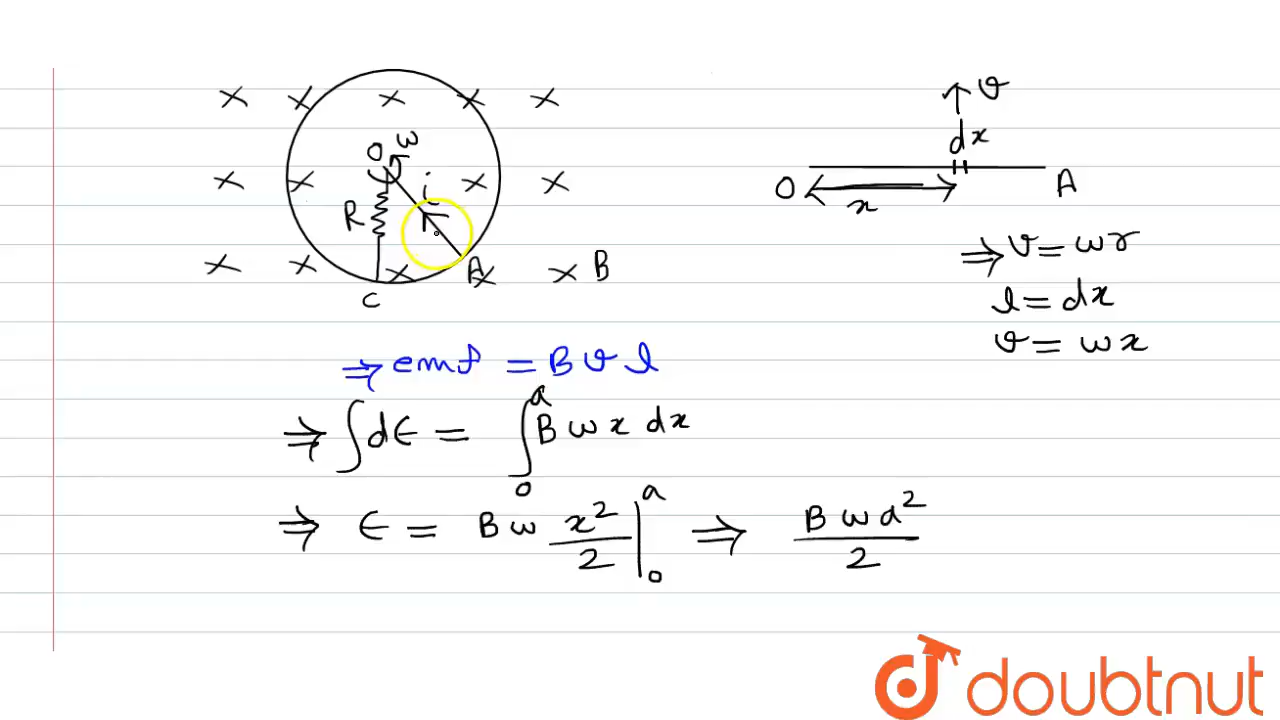 × × × × ×
O ω
× × i × ×
R
× × × A × × B
C
↑ v
dx
O x A
⇒ v = ωr
l = dx
v = ωx
⇒ emf = B v l
⇒ ∫dε = ∫₀ᵃ B ω x dx
⇒ ε = B ω x²/2 |₀ᵃ ⇒ B ω a²/2
doubtnut